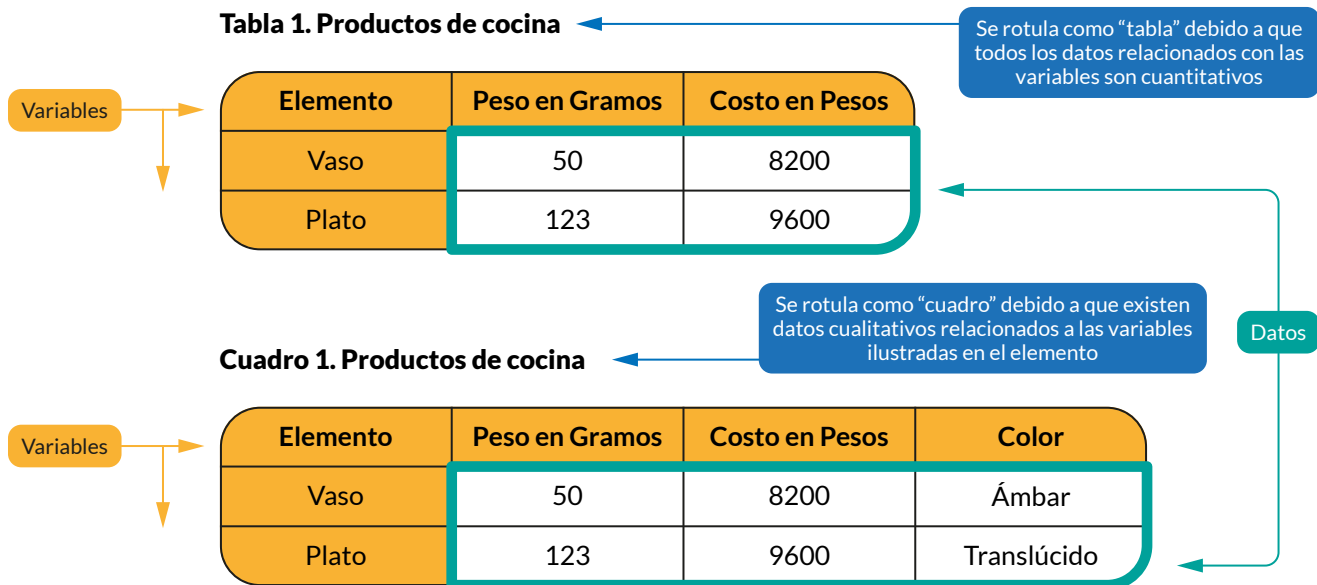 Tabla 1. Productos de cocina
Se rotula como “tabla” debido a que
todos los datos relacionados con las
variables son cuantitativos
Variables
Elemento Peso en Gramos Costo en Pesos
Vaso 50 8200
Plato 123 9600
Se rotula como “cuadro” debido a que existen
datos cualitativos relacionados a las variables
ilustradas en el elemento
Datos
Cuadro 1. Productos de cocina
Variables
Elemento Peso en Gramos Costo en Pesos Color
Vaso 50 8200 Ámbar
Plato 123 9600 Translúcido